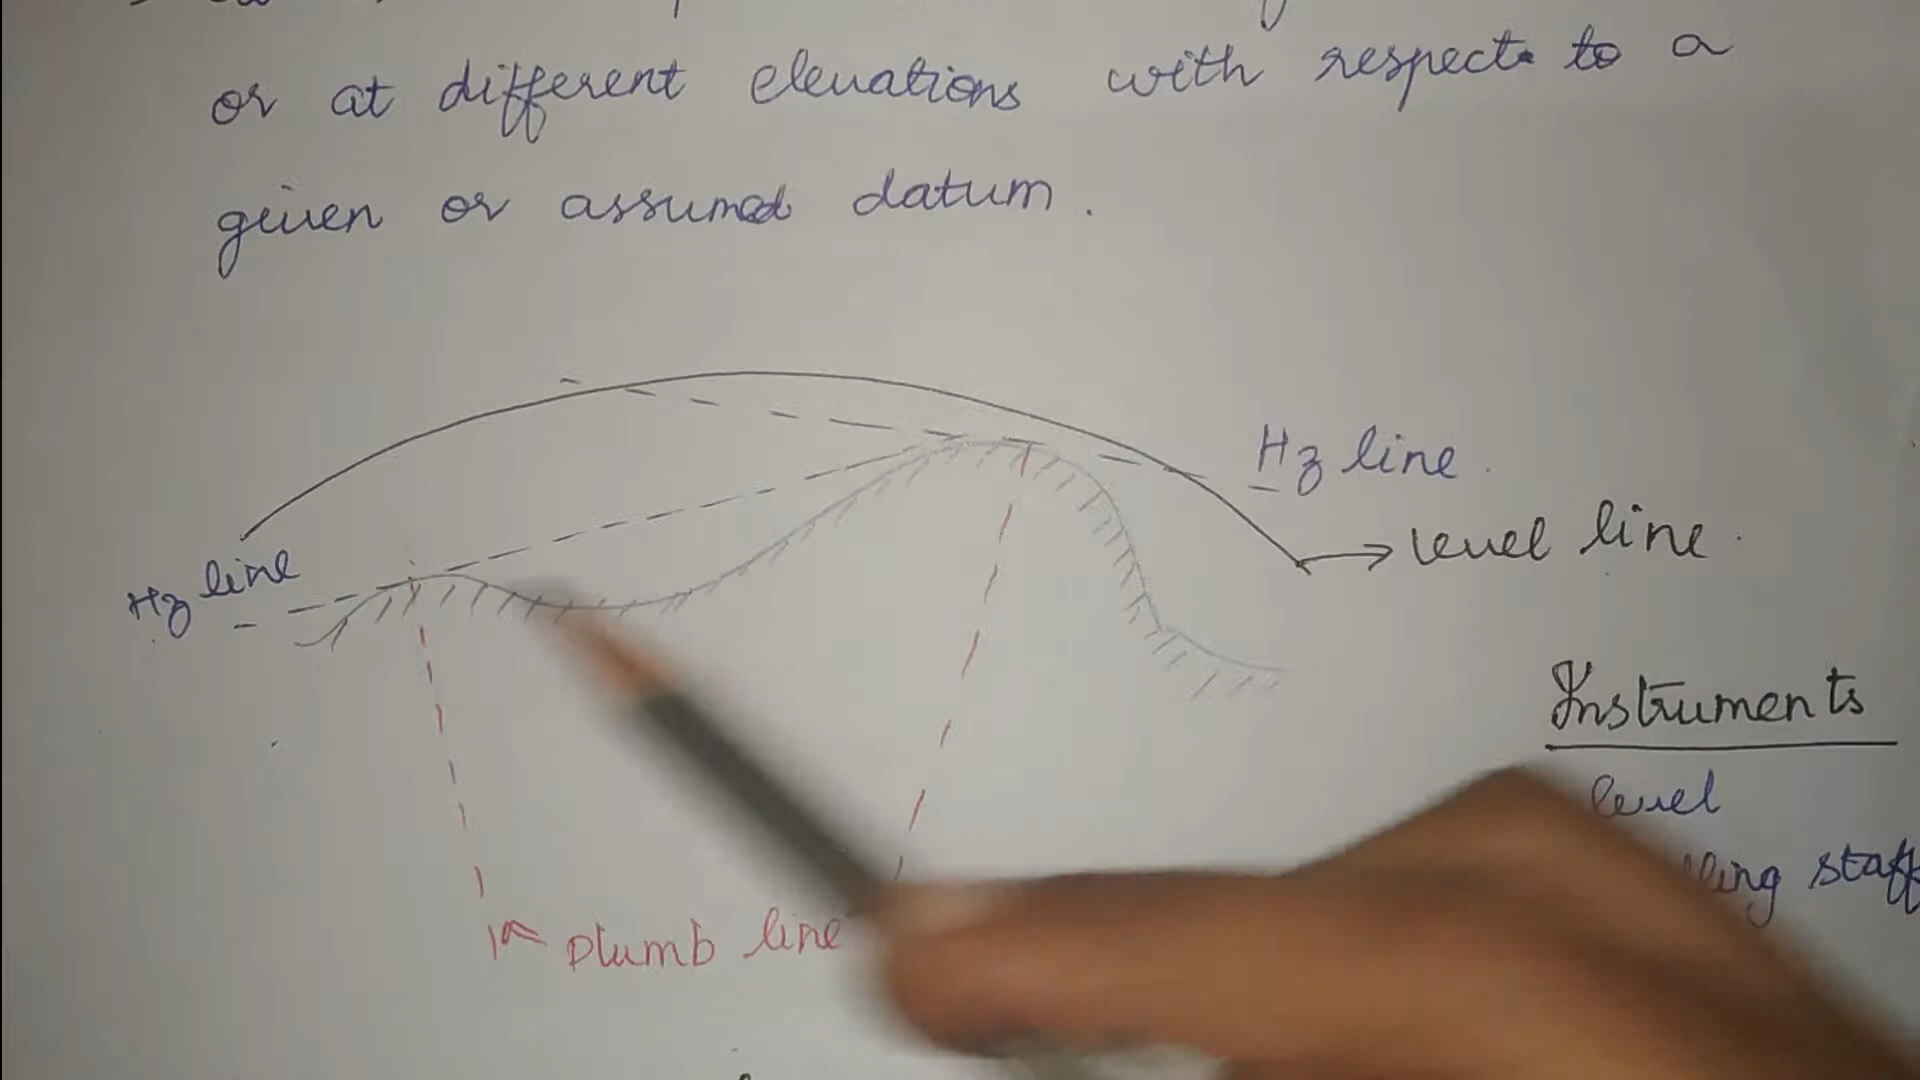 or at different elevations with respect to a
given or assumed datum.
Hz line
level line
Hz line
Instruments
level
staff
plumb line